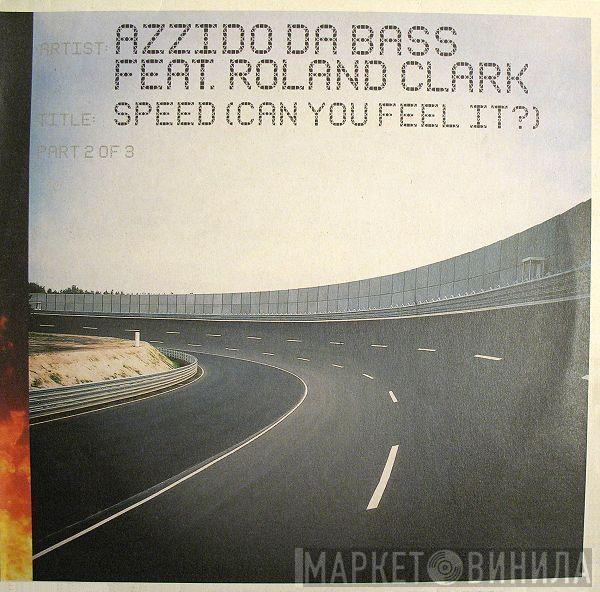 ARTIST: AZZIDO DA BASS
FEAT. ROLAND CLARK
TITLE: SPEED (CAN YOU FEEL IT?)
PART 2 OF 3
МАРКЕТ ВИНИЛА